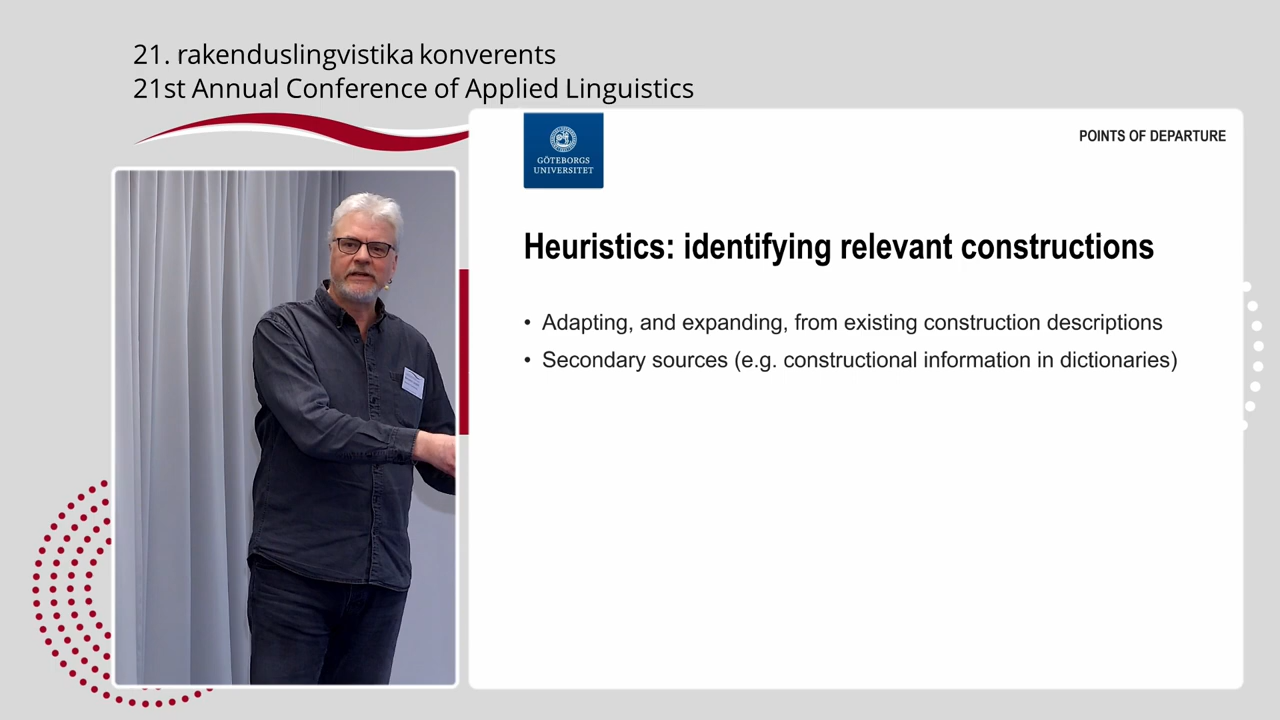 21. rakenduslingvistika konverents
21st Annual Conference of Applied Linguistics
GÖTEBORGS
UNIVERSITET
POINTS OF DEPARTURE
Heuristics: identifying relevant constructions
• Adapting, and expanding, from existing construction descriptions
• Secondary sources (e.g. constructional information in dictionaries)